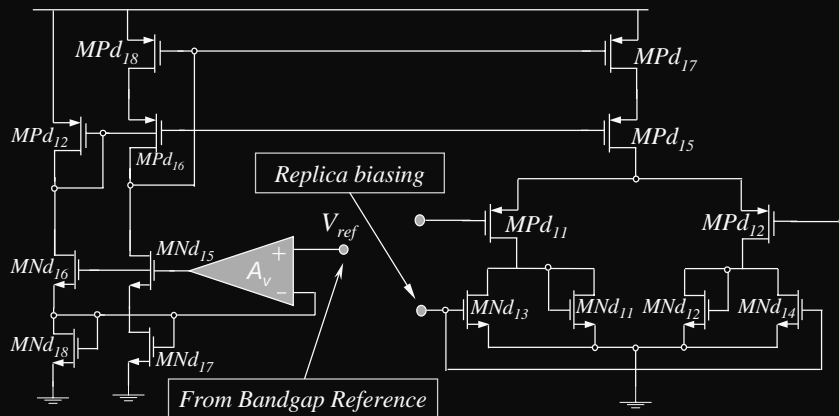 MPd18
MPd17
MPd12
MPd16
MPd15
Replica biasing
Vref
MPd11
MPd12
MNd16
MNd15
Av
+
−
MNd13
MNd11
MNd12
MNd14
MNd18
MNd17
From Bandgap Reference